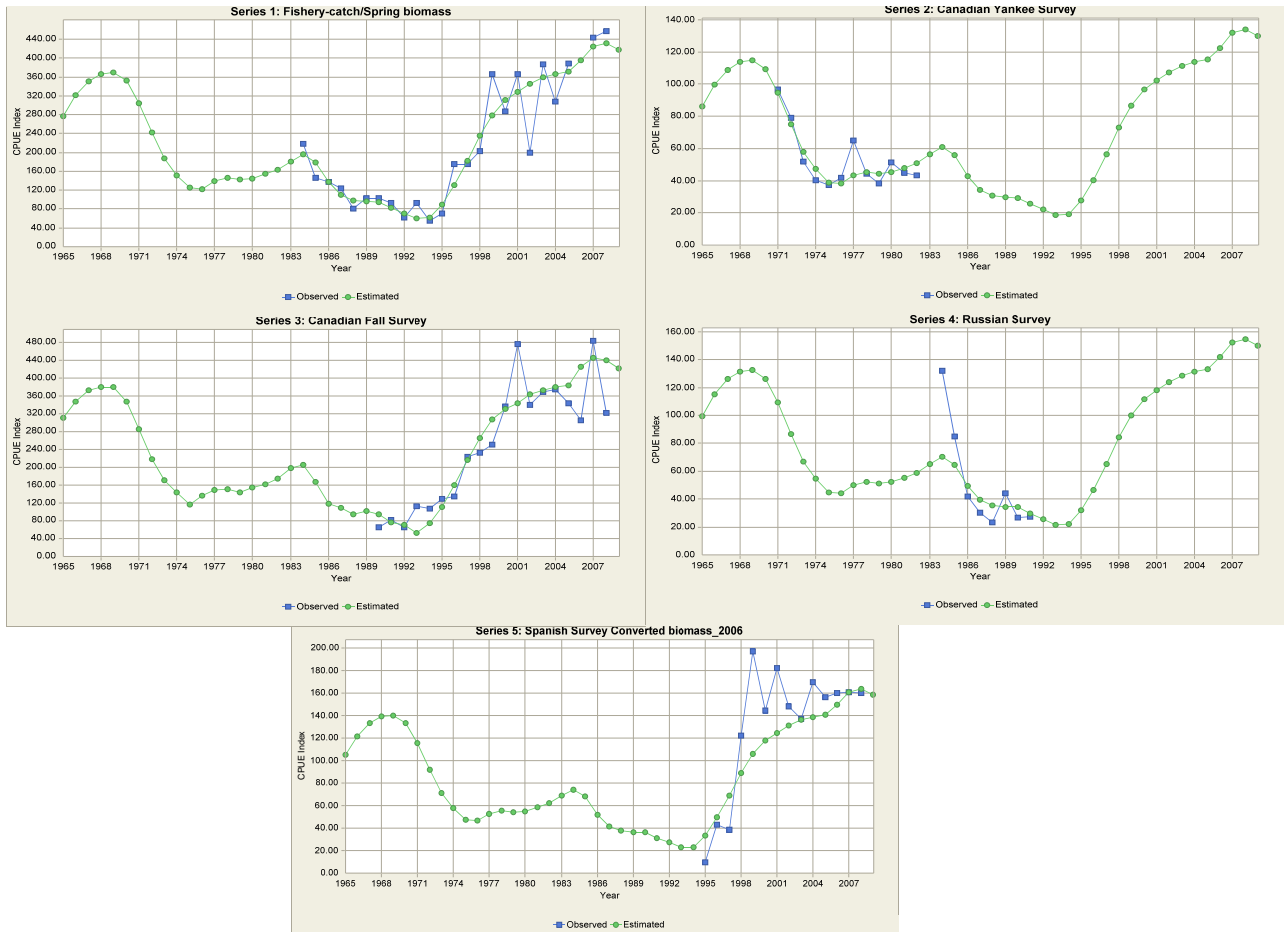 Series 1: Fishery-catch/Spring biomass
CPUE Index
440.00
400.00
360.00
320.00
280.00
240.00
200.00
160.00
120.00
80.00
40.00
0.00
1965 1968 1971 1974 1977 1980 1983 1986 1989 1992 1995 1998 2001 2004 2007
Year
Observed Estimated
Series 2: Canadian Yankee Survey
CPUE Index
140.00
120.00
100.00
80.00
60.00
40.00
20.00
0.00
1965 1968 1971 1974 1977 1980 1983 1986 1989 1992 1995 1998 2001 2004 2007
Year
Observed Estimated
Series 3: Canadian Fall Survey
CPUE Index
480.00
440.00
400.00
360.00
320.00
280.00
240.00
200.00
160.00
120.00
80.00
40.00
0.00
1965 1968 1971 1974 1977 1980 1983 1986 1989 1992 1995 1998 2001 2004 2007
Year
Observed Estimated
Series 4: Russian Survey
CPUE Index
160.00
140.00
120.00
100.00
80.00
60.00
40.00
20.00
0.00
1965 1968 1971 1974 1977 1980 1983 1986 1989 1992 1995 1998 2001 2004 2007
Year
Observed Estimated
Series 5: Spanish Survey Converted biomass_2006
CPUE Index
200.00
180.00
160.00
140.00
120.00
100.00
80.00
60.00
40.00
20.00
0.00
1965 1968 1971 1974 1977 1980 1983 1986 1989 1992 1995 1998 2001 2004 2007
Year
Observed Estimated